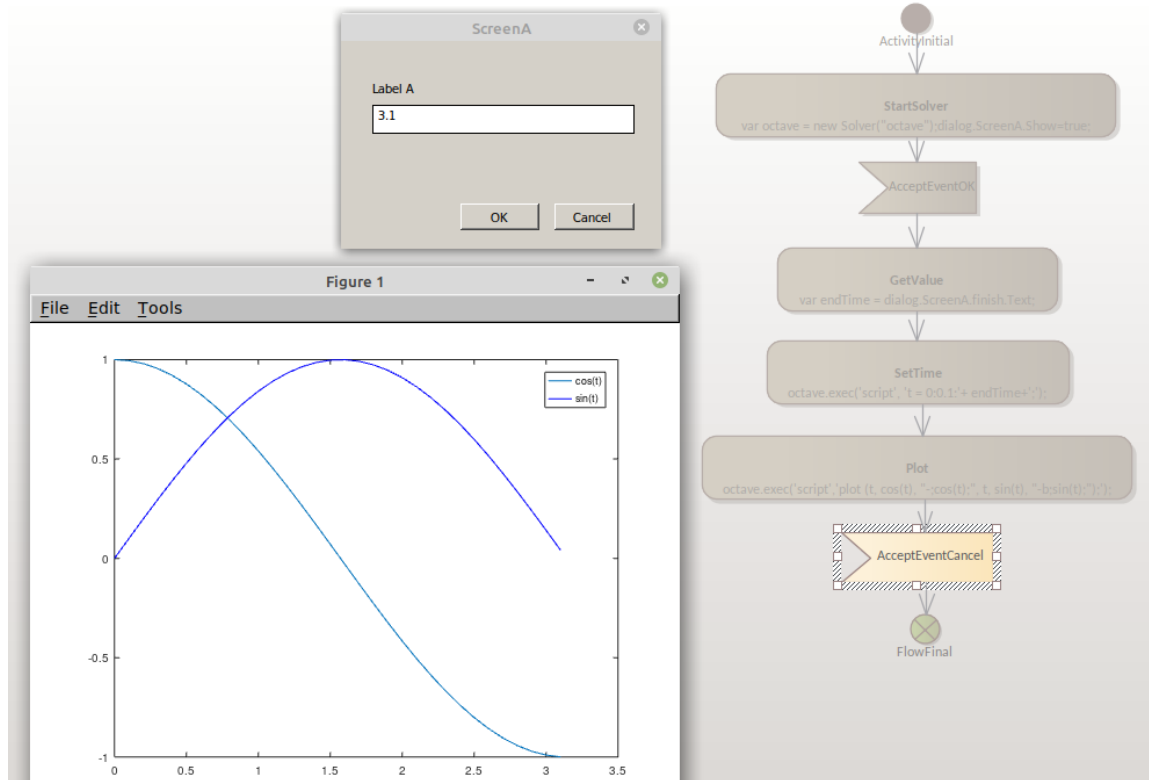 ScreenA
Label A
3.1
OK
Cancel
Figure 1
File Edit Tools
cos(t)
sin(t)
1
0.5
0
-0.5
-1
0 0.5 1 1.5 2 2.5 3 3.5
ActivityInitial
StartSolver
var octave = new Solver("octave");dialog.ScreenA.Show=true;
AcceptEventOK
GetValue
var endTime = dialog.ScreenA.finish.Text;
SetTime
octave.exec('script', 't = 0:0.1:'+ endTime+';');
Plot
octave.exec('script','plot (t, cos(t), "-;cos(t);", t, sin(t), "-b;sin(t);");');
AcceptEventCancel
FlowFinal